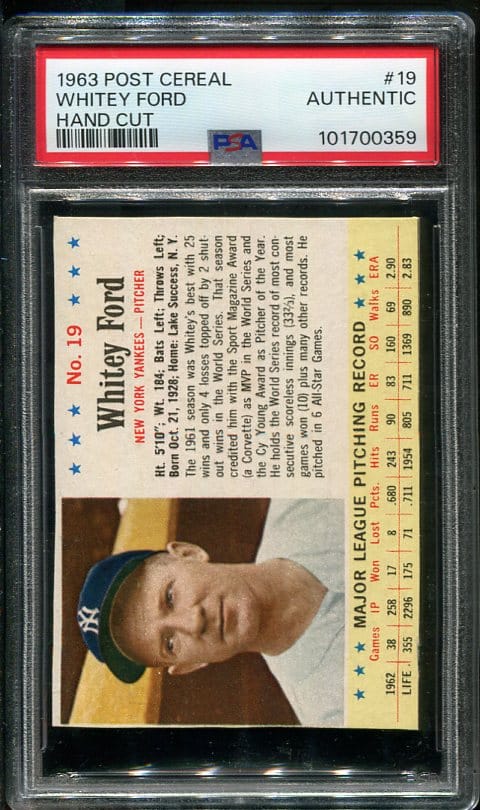 1963 POST CEREAL #19
WHITEY FORD AUTHENTIC
HAND CUT
PSA 101700359
★ ★ ★ No. 19 ★ ★ ★
Whitey Ford
NEW YORK YANKEES—PITCHER
Ht. 5'10"; Wt. 184; Bats Left; Throws Left;
Born Oct. 21, 1928; Home: Lake Success, N. Y.
The 1961 season was Whitey's best with 25
wins and only 4 losses topped off by 2 shut-
out wins in the World Series. That season
credited him with the Sport Magazine Award
(a Corvette) as MVP in the World Series and
the Cy Young Award as Pitcher of the Year.
He holds the World Series record of most con-
secutive scoreless innings (33⅔), and most
games won (10) plus many other records. He
pitched in 6 All-Star Games.
NY
★ ★ ★ MAJOR LEAGUE PITCHING RECORD ★ ★ ★
Games IP Won Lost Pcts. Hits Runs ER SO Walks ERA
1962 38 258 17 8 .680 243 90 83 160 69 2.90
LIFE. 355 2296 175 71 .711 1954 805 711 1369 890 2.83